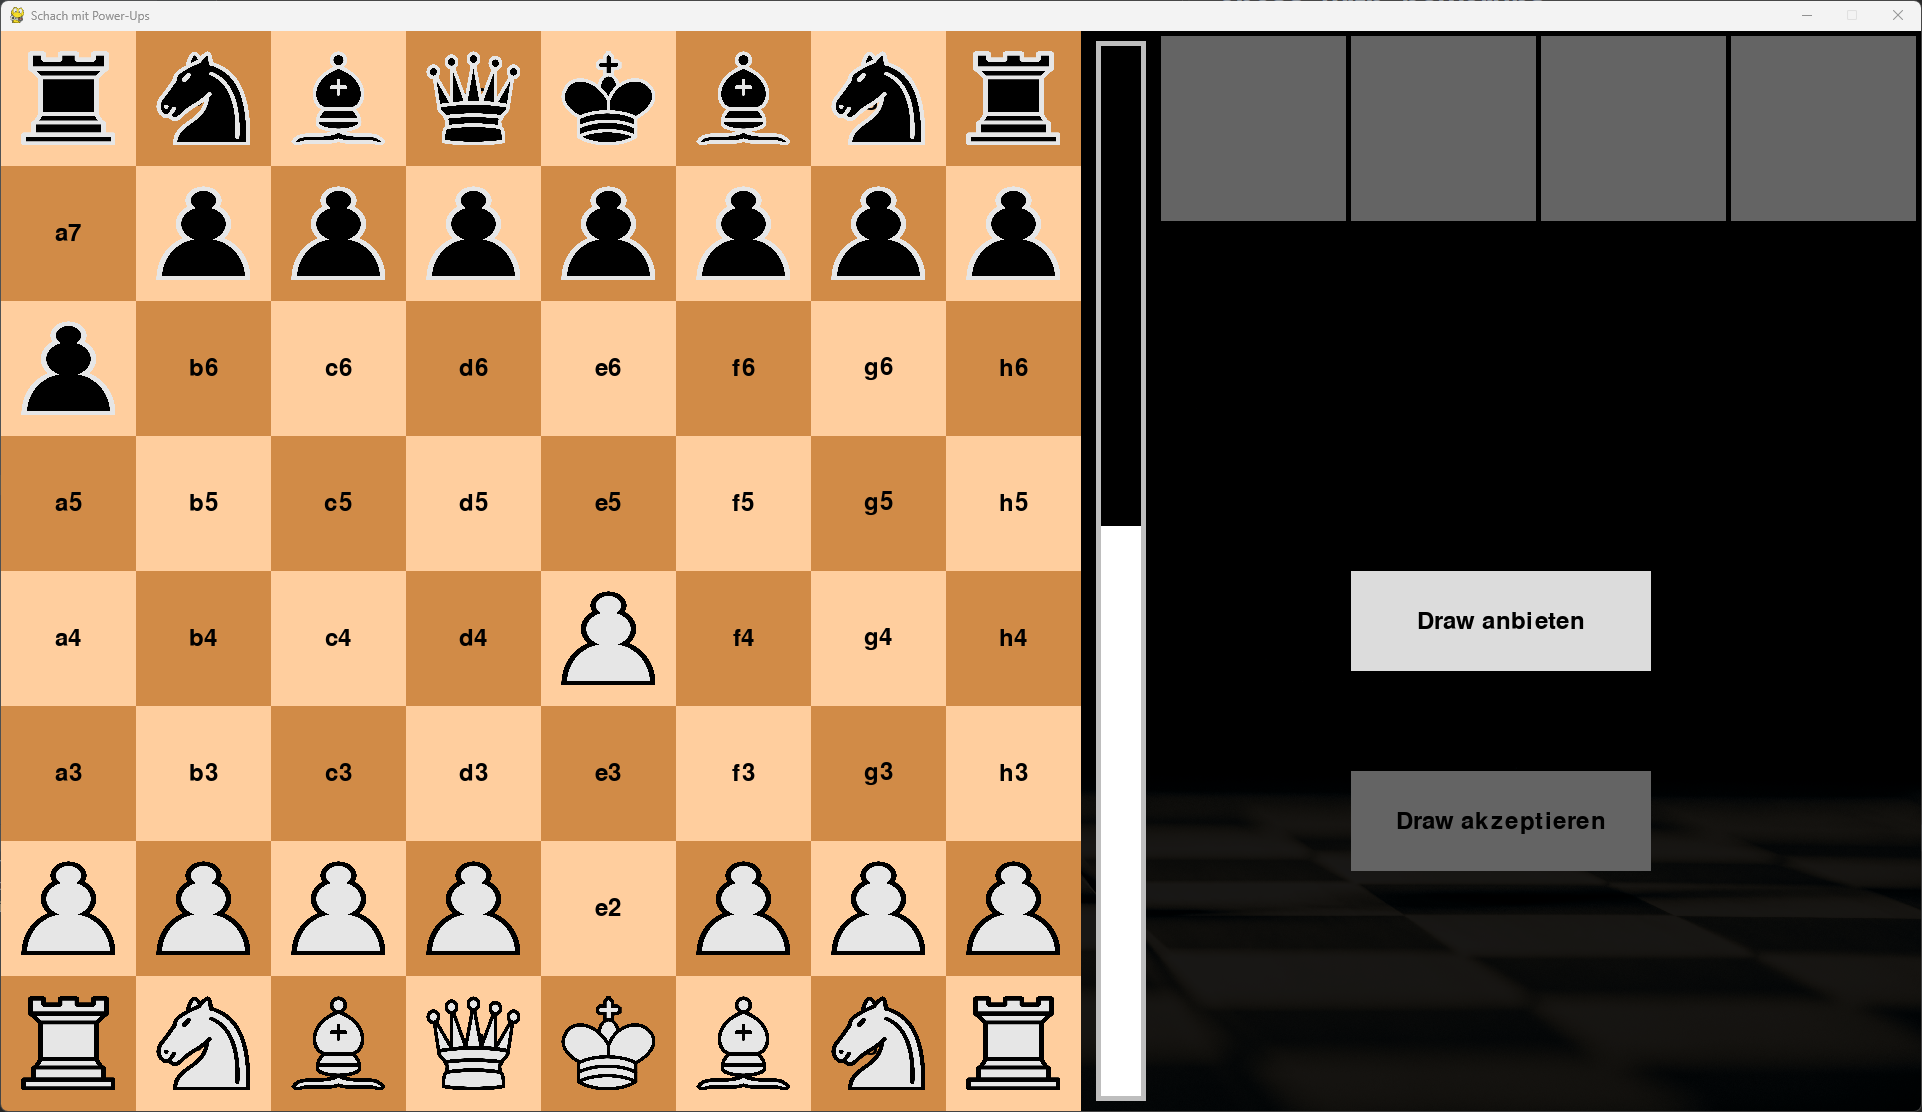 Schach mit Power-Ups
a7
b6 c6 d6 e6 f6 g6 h6
a5 b5 c5 d5 e5 f5 g5 h5
a4 b4 c4 d4 f4 g4 h4
a3 b3 c3 d3 e3 f3 g3 h3
e2
Draw anbieten
Draw akzeptieren